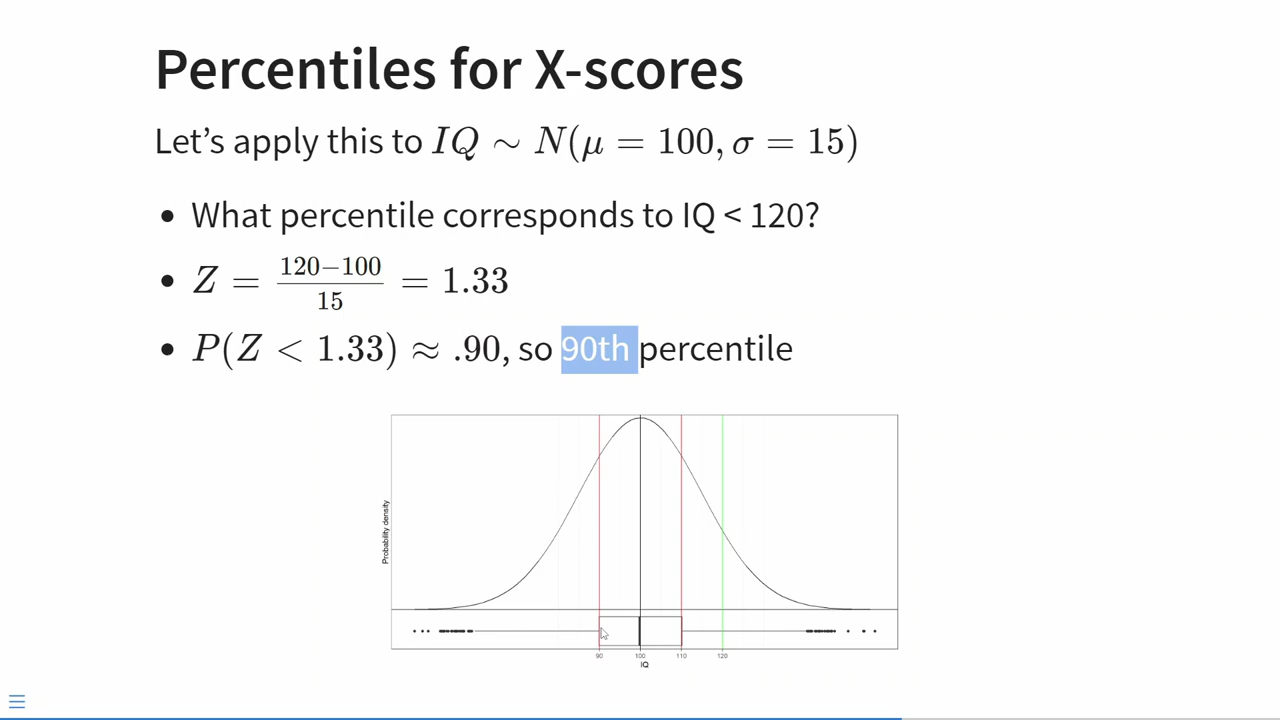 Percentiles for X-scores
Let’s apply this to IQ ∼ N(μ = 100, σ = 15)
• What percentile corresponds to IQ < 120?
• Z = \frac{120−100}{15} = 1.33
• P(Z < 1.33) ≈ .90, so 90th percentile
Probability density
90 100 110 120
IQ